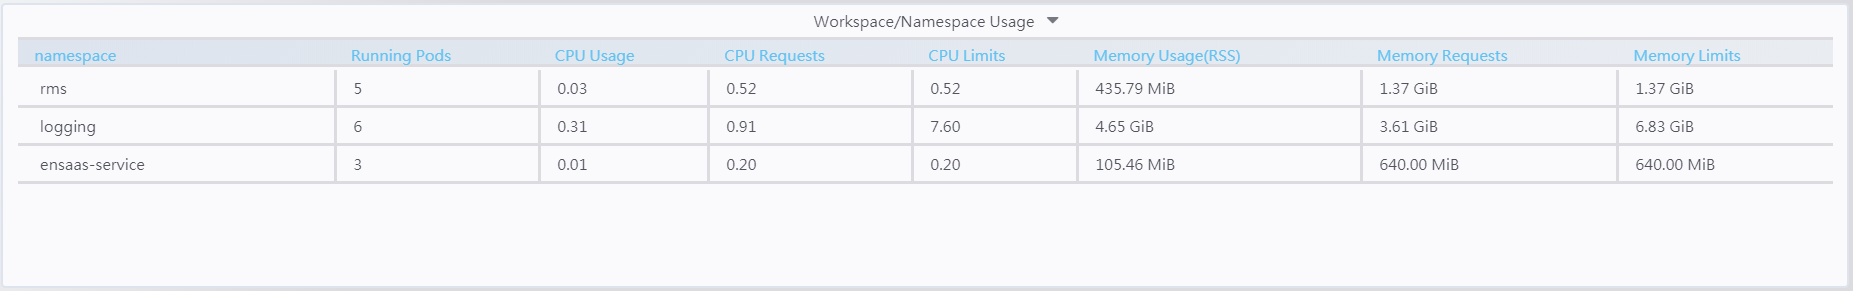 Workspace/Namespace Usage
namespace Running Pods CPU Usage CPU Requests CPU Limits Memory Usage(RSS) Memory Requests Memory Limits
rms 5 0.03 0.52 0.52 435.79 MiB 1.37 GiB 1.37 GiB
logging 6 0.31 0.91 7.60 4.65 GiB 3.61 GiB 6.83 GiB
ensaas-service 3 0.01 0.20 0.20 105.46 MiB 640.00 MiB 640.00 MiB